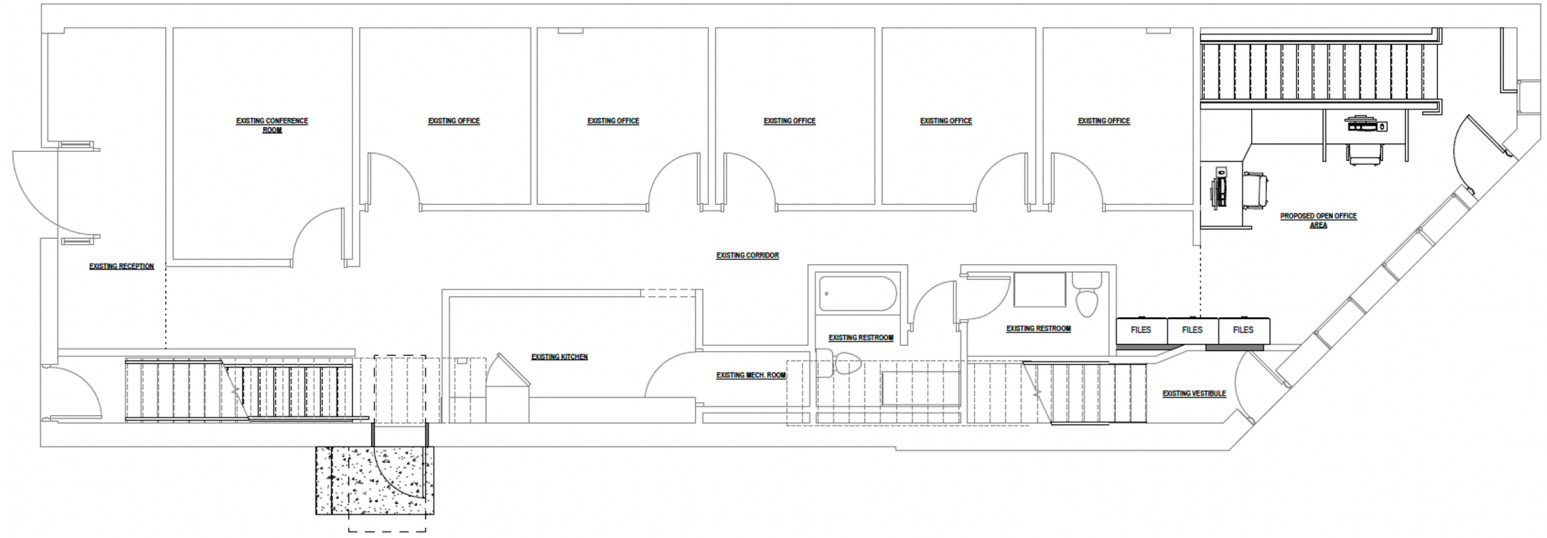 EXISTING CONFERENCE
ROOM
EXISTING OFFICE
EXISTING OFFICE
EXISTING OFFICE
EXISTING OFFICE
EXISTING OFFICE
PROPOSED OPEN OFFICE
AREA
EXISTING RECEPTION
EXISTING CORRIDOR
EXISTING RESTROOM
FILES
FILES
FILES
EXISTING RESTROOM
EXISTING KITCHEN
EXISTING MECH. ROOM
EXISTING VESTIBULE